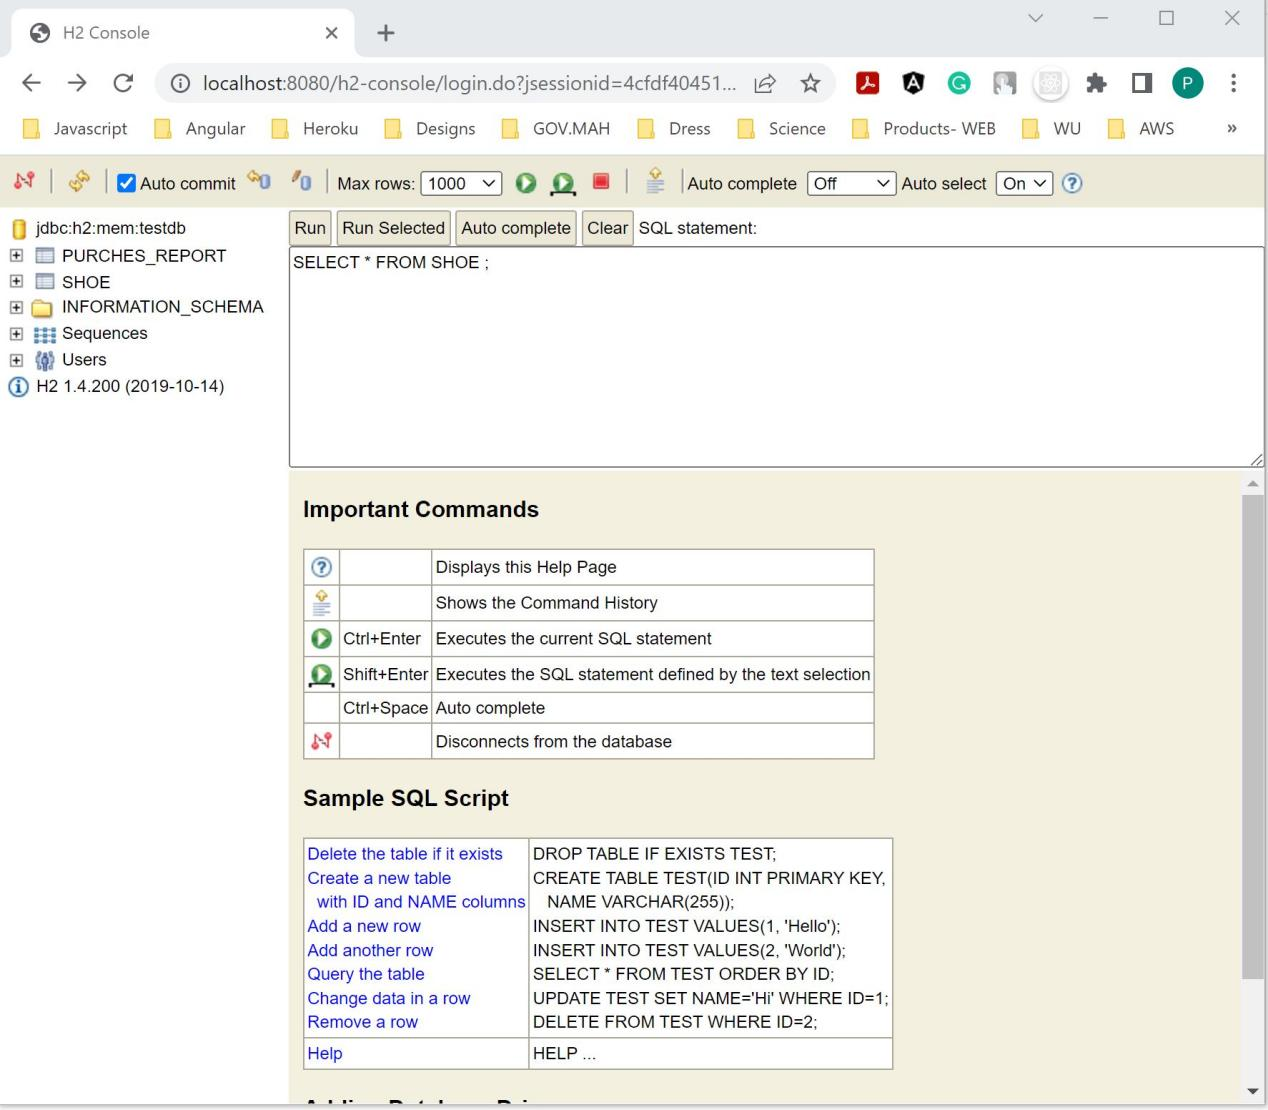 H2 Console
localhost:8080/h2-console/login.do?jsessionid=4cfdf40451...
P
Javascript Angular Heroku Designs GOV.MAH Dress Science Products- WEB WU AWS »
Auto commit Max rows: 1000 Auto complete Off Auto select On
jdbc:h2:mem:testdb
PURCHES_REPORT
SHOE
INFORMATION_SCHEMA
Sequences
Users
H2 1.4.200 (2019-10-14)
Run Run Selected Auto complete Clear SQL statement:
SELECT * FROM SHOE ;
Important Commands
Displays this Help Page
Shows the Command History
Ctrl+Enter Executes the current SQL statement
Shift+Enter Executes the SQL statement defined by the text selection
Ctrl+Space Auto complete
Disconnects from the database
Sample SQL Script
Delete the table if it exists DROP TABLE IF EXISTS TEST;
Create a new table CREATE TABLE TEST(ID INT PRIMARY KEY,
with ID and NAME columns NAME VARCHAR(255));
Add a new row INSERT INTO TEST VALUES(1, 'Hello');
Add another row INSERT INTO TEST VALUES(2, 'World');
Query the table SELECT * FROM TEST ORDER BY ID;
Change data in a row UPDATE TEST SET NAME='Hi' WHERE ID=1;
Remove a row DELETE FROM TEST WHERE ID=2;
Help HELP ...